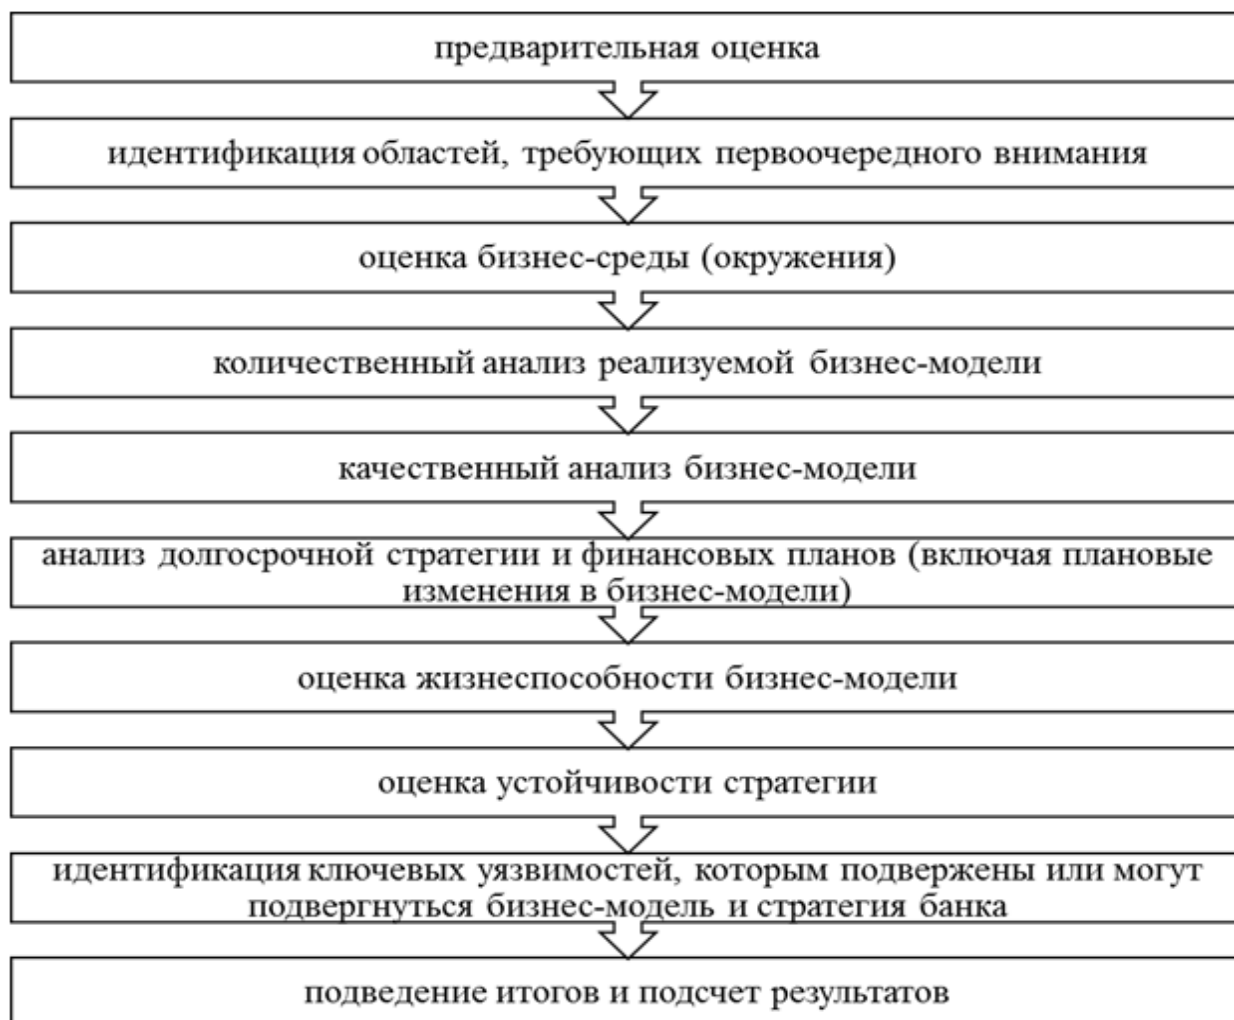 предварительная оценка
идентификация областей, требующих первоочередного внимания
оценка бизнес-среды (окружения)
количественный анализ реализуемой бизнес-модели
качественный анализ бизнес-модели
анализ долгосрочной стратегии и финансовых планов (включая плановые
изменения в бизнес-модели)
оценка жизнеспособности бизнес-модели
оценка устойчивости стратегии
идентификация ключевых уязвимостей, которым подвержены или могут
подвергнуться бизнес-модель и стратегия банка
подведение итогов и подсчет результатов